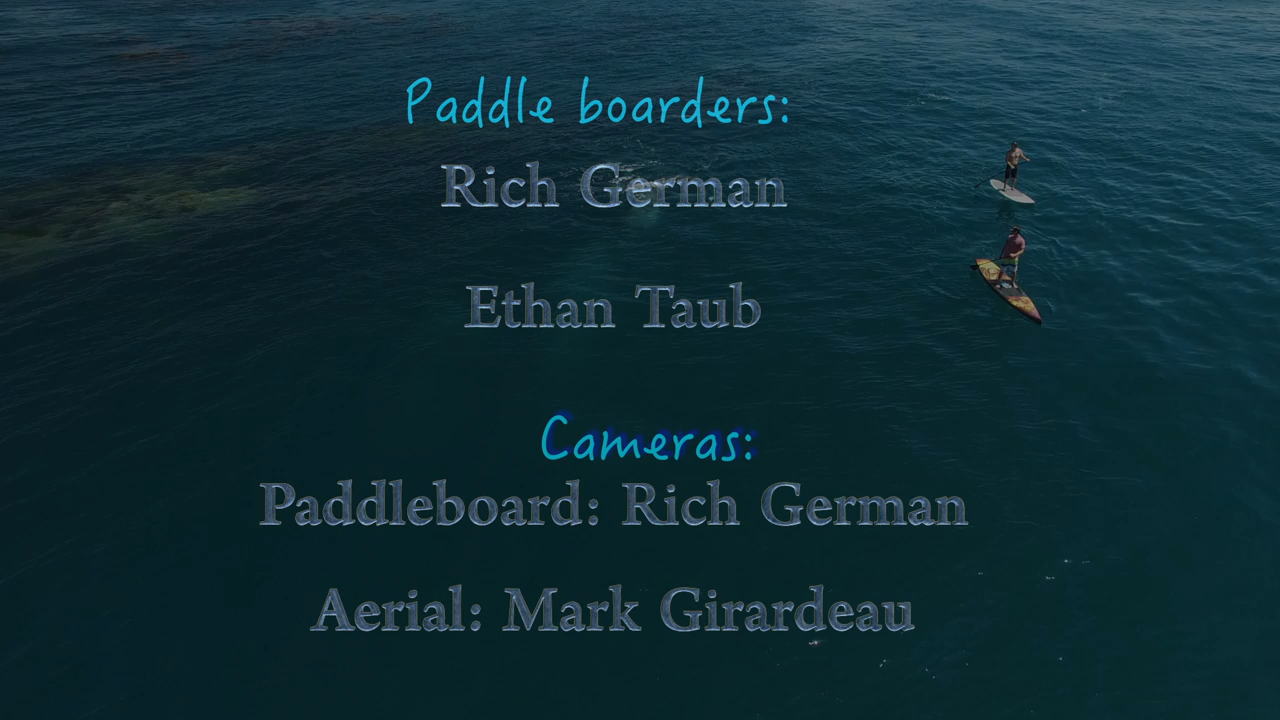 Paddle boarders:
Rich German
Ethan Taub
Cameras:
Paddleboard: Rich German
Aerial: Mark Girardeau